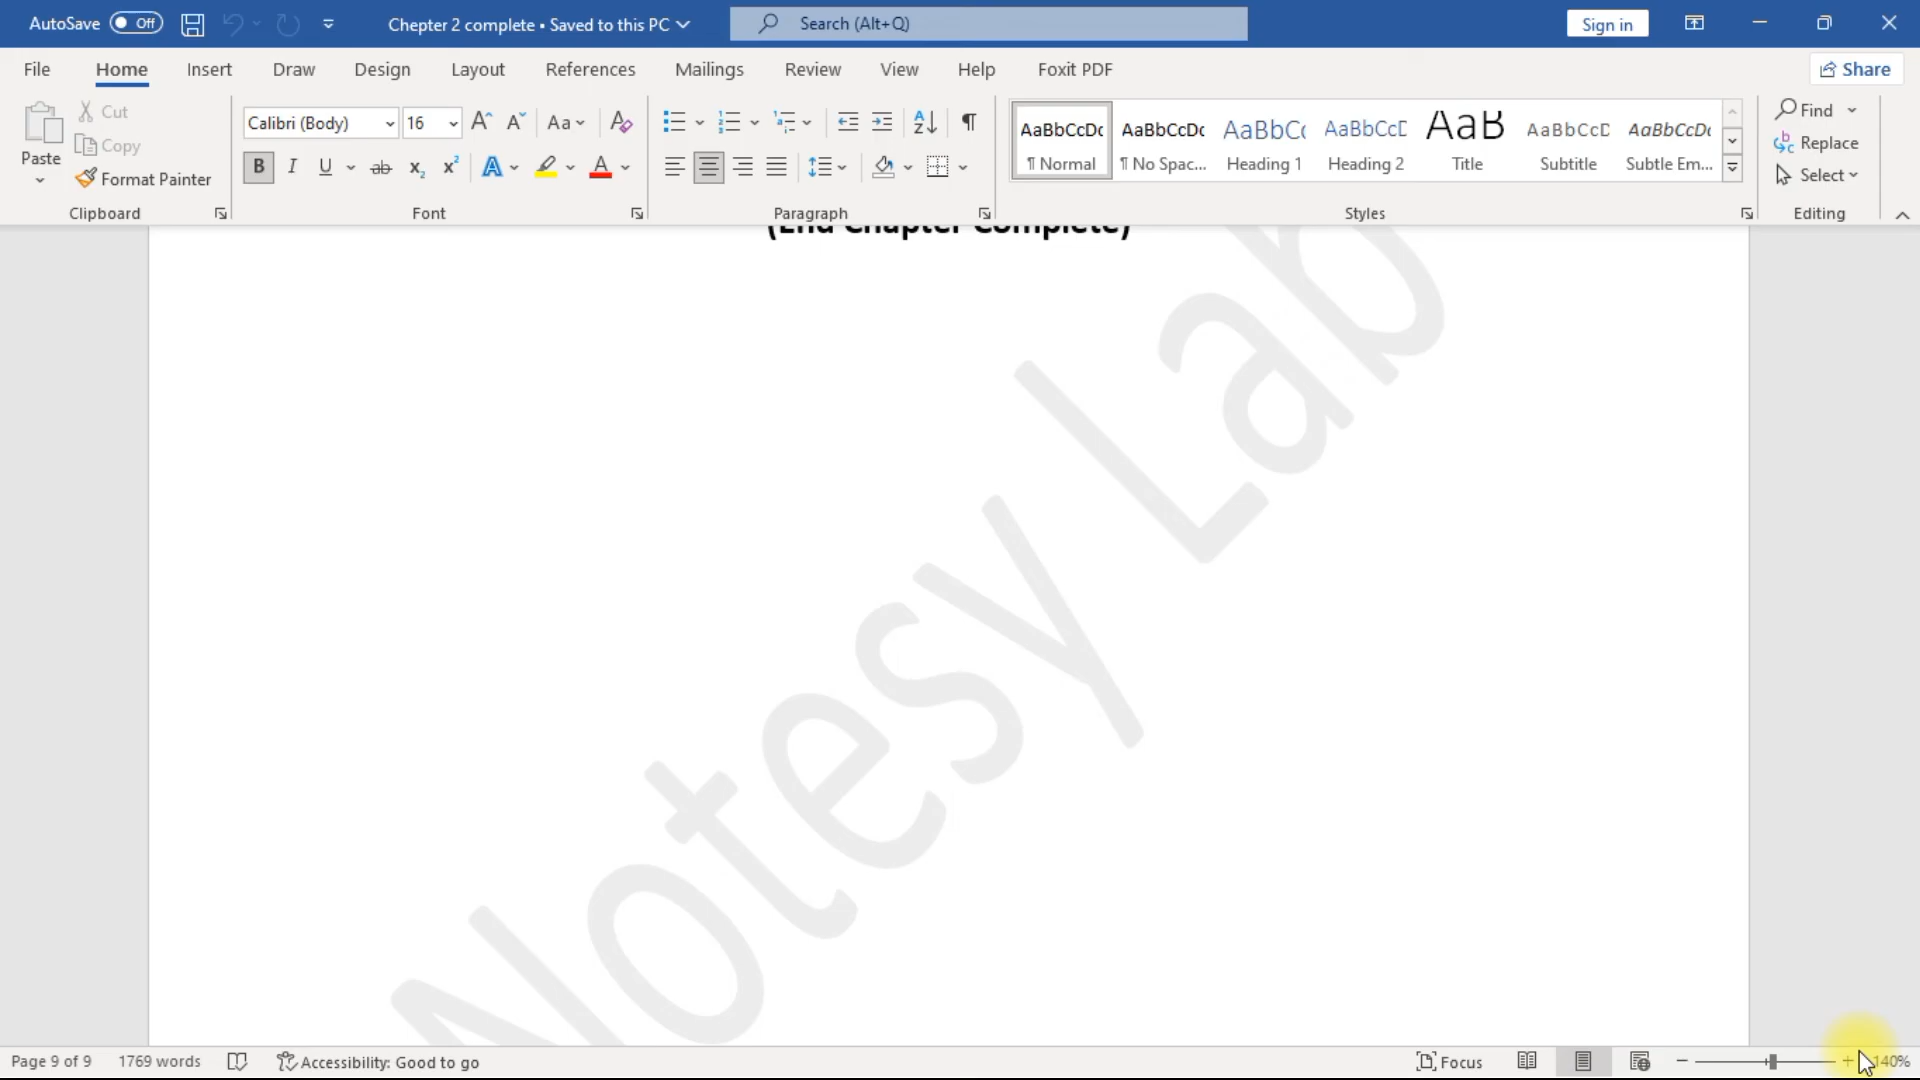 AutoSave Off Chepter 2 complete • Saved to this PC Search (Alt+Q) Sign in
File Home Insert Draw Design Layout References Mailings Review View Help Foxit PDF Share
Paste Cut Copy Format Painter
Clipboard
Calibri (Body) 16 Aa
B I U ab x₂ x² A A
Font
Paragraph
AaBbCcDc AaBbCcDc AaBbCc AaBbCcD AaB AaBbCcD AaBbCcDc
¶ Normal ¶ No Spac... Heading 1 Heading 2 Title Subtitle Subtle Em...
Styles
Find
Replace
Select
Editing
(End Chapter Complete)
Notesy Lab
Page 9 of 9 1769 words Accessibility: Good to go Focus 140%